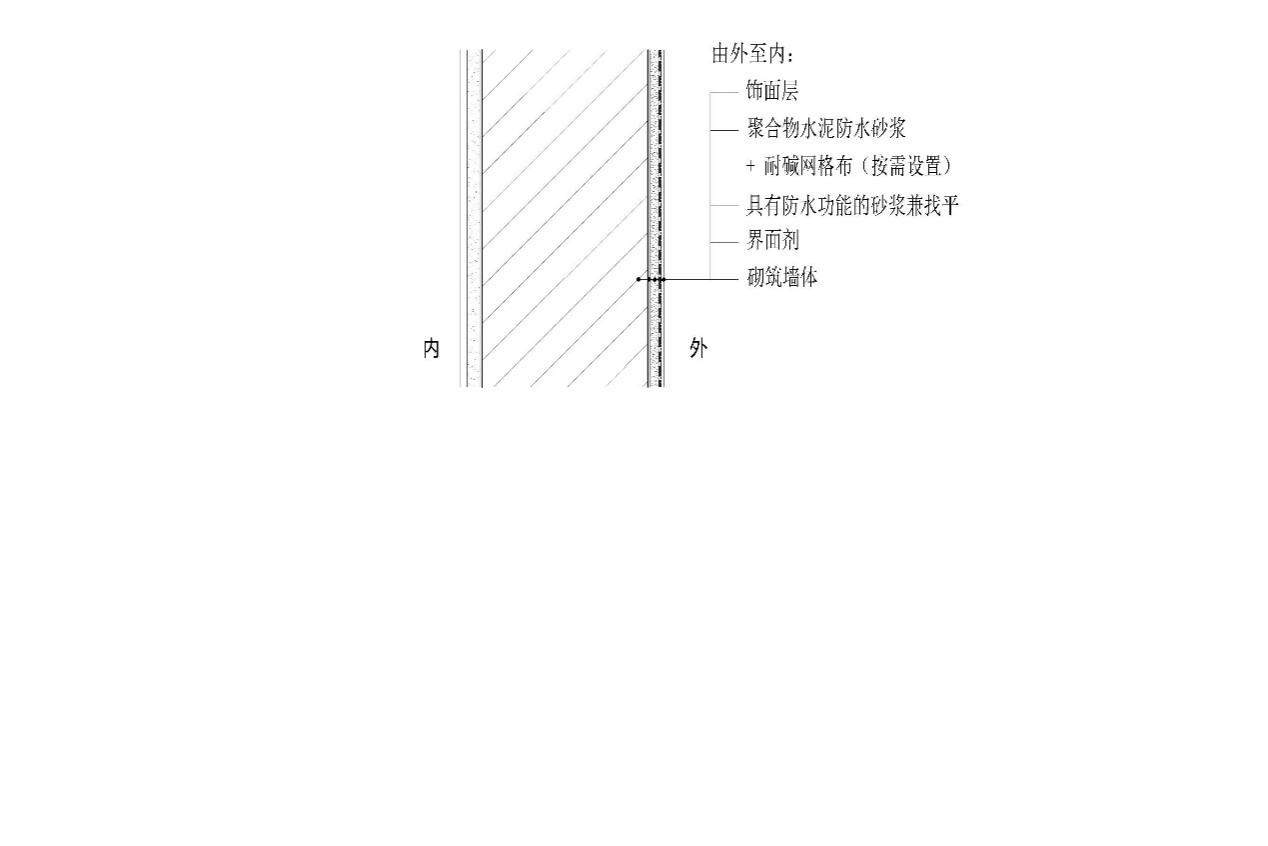 由外至内：
饰面层
聚合物水泥防水砂浆
+ 耐碱网格布（按需设置）
具有防水功能的砂浆兼找平
界面剂
砌筑墙体
内
外